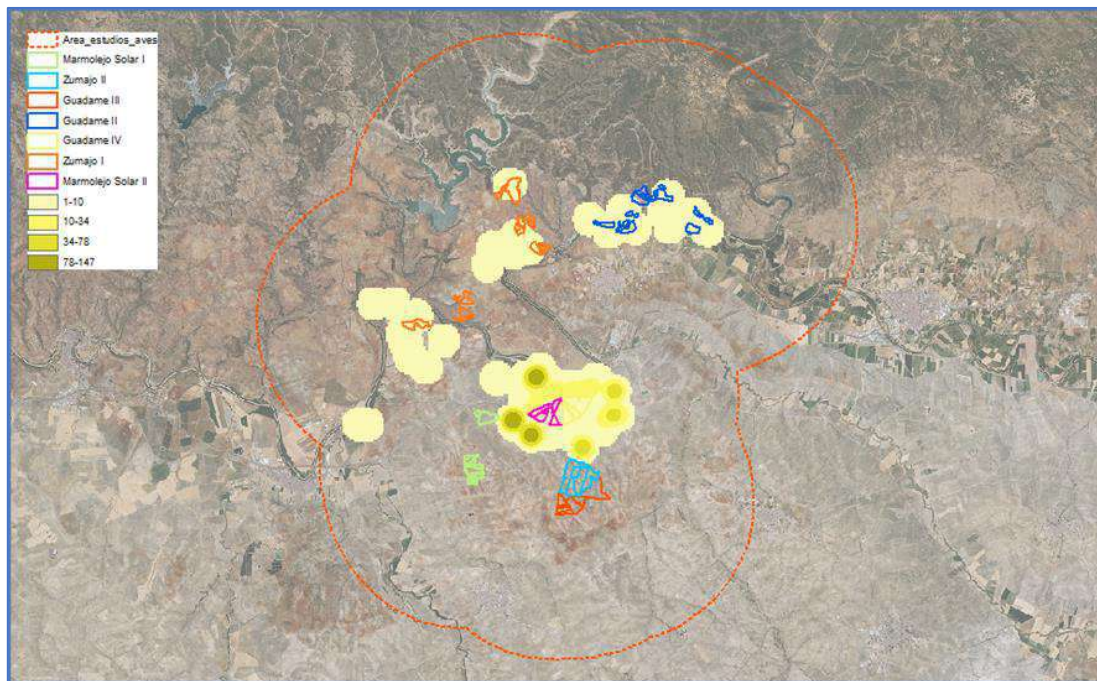 Area_estudios_aves
Marmolejo Solar I
Zumajo II
Guadame III
Guadame II
Guadame IV
Zumajo I
Marmolejo Solar II
1-10
10-34
34-78
78-147